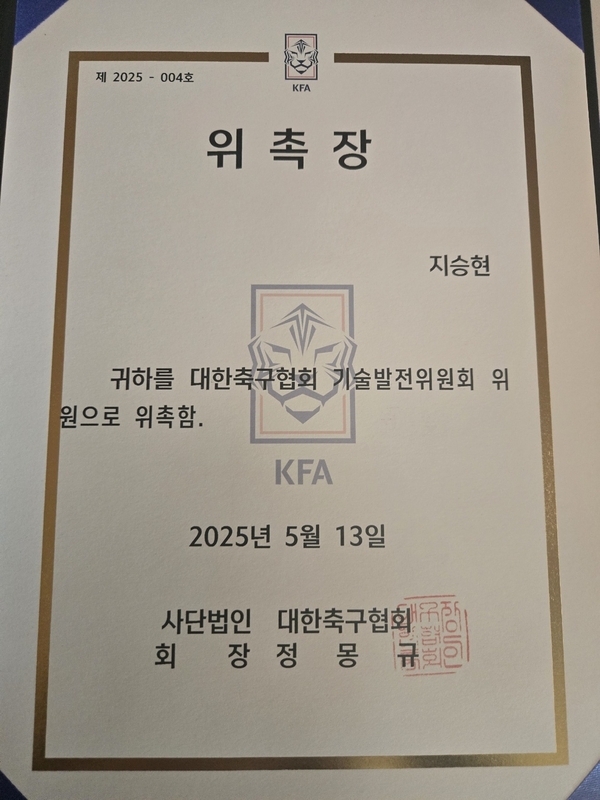 KFA
제 2025 - 004호
위 촉 장
지승현
귀하를 대한축구협회 기술발전위원회 위
원으로 위촉함.
KFA
2025년 5월 13일
사단법인 대한축구협회
회 장 정 몽 규